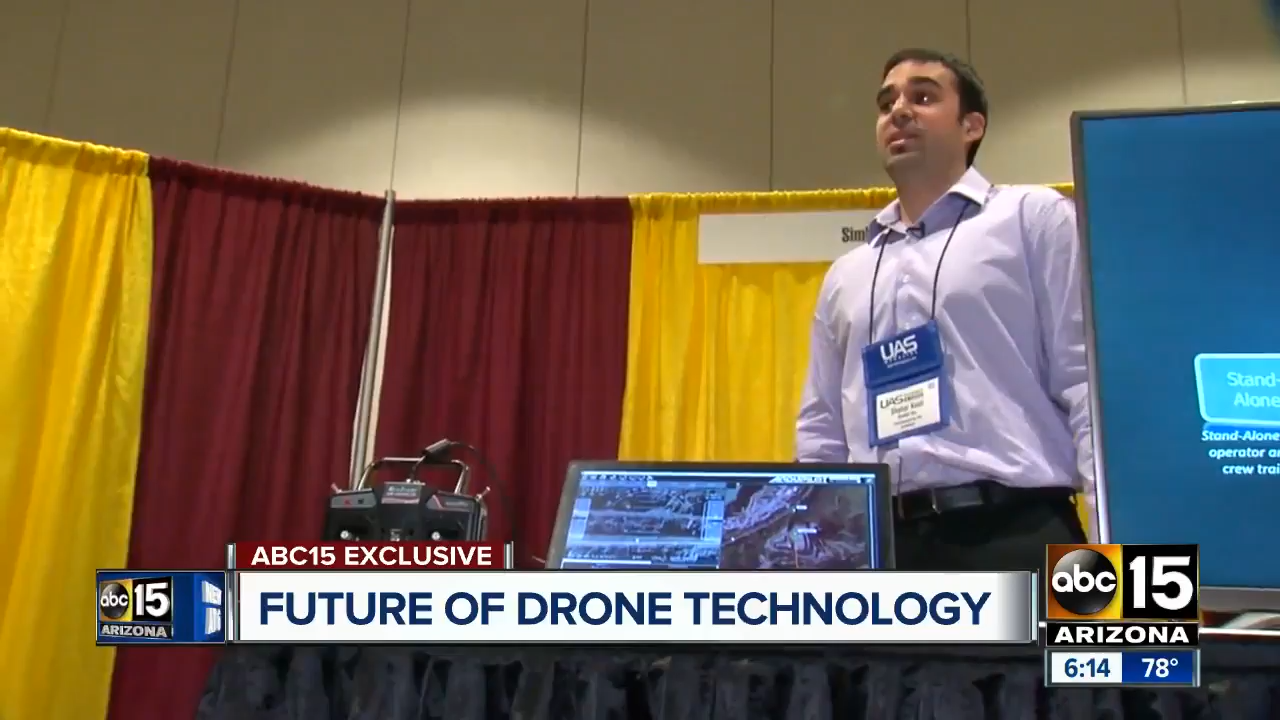 Siml
UAS
UAS
Stand-
Alone
Stand-Alone
operator a
crew trai
ABC15 EXCLUSIVE
FUTURE OF DRONE TECHNOLOGY
abc 15
ARIZONA
abc 15
ARIZONA
6:14 78°